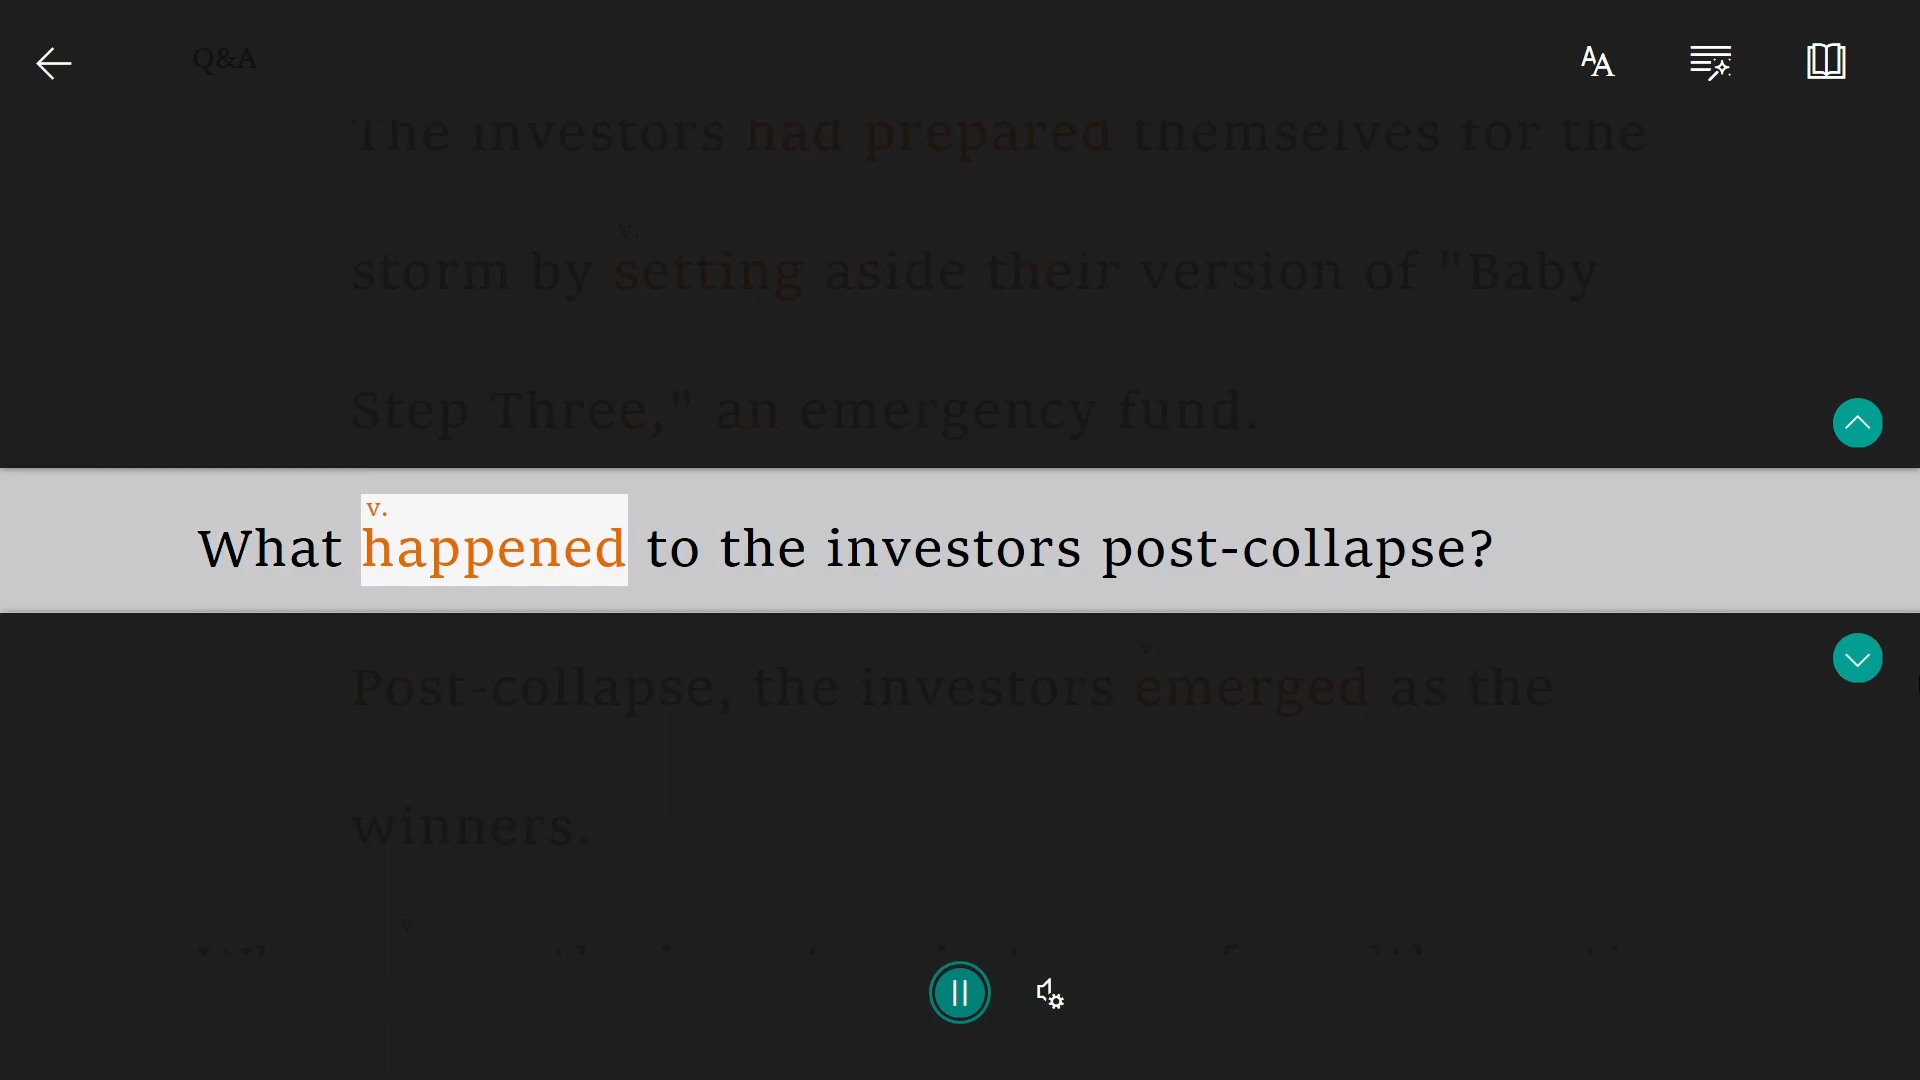 Q&A
The investors had prepared themselves for the
v.
storm by setting aside their version of "Baby
Step Three," an emergency fund.
v.
What happened to the investors post-collapse?
v.
Post-collapse, the investors emerged as the
winners.
v.